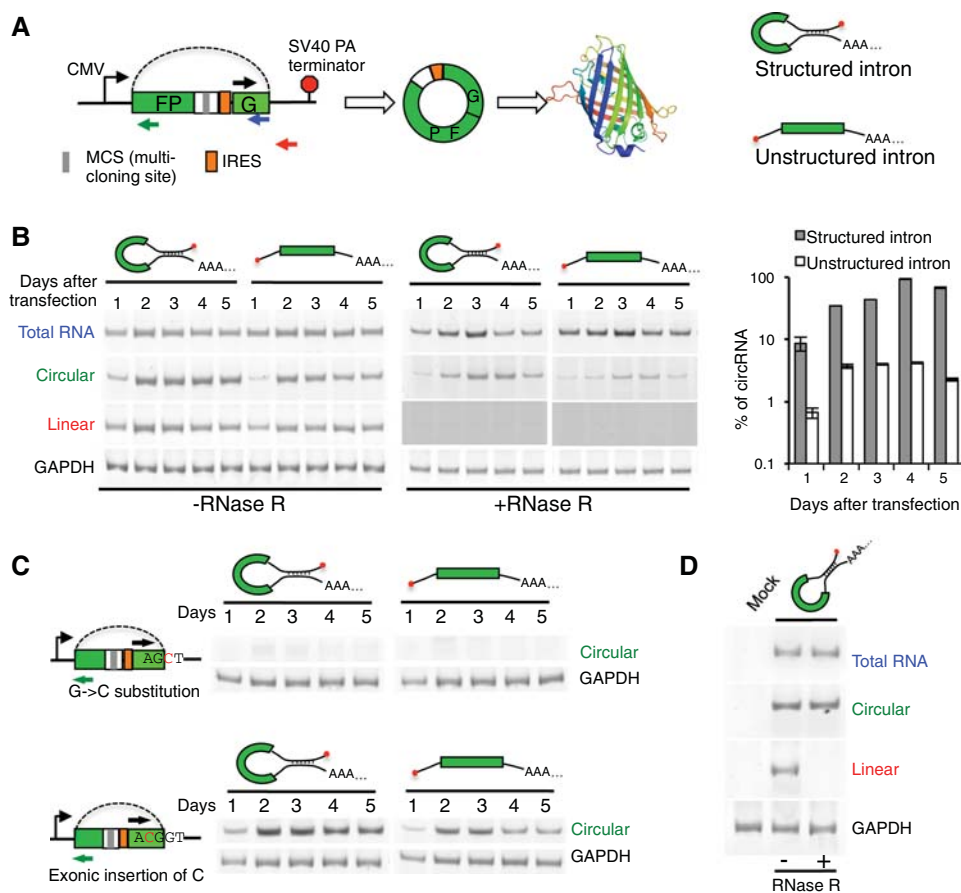 A
CMV
SV40 PA
terminator
FP
G
MCS (multi-
cloning site)
IRES
G
P F
AAA...
Structured intron
AAA...
Unstructured intron
B
AAA...
AAA...
AAA...
AAA...
Days after
transfection
1 2 3 4 5 1 2 3 4 5
1 2 3 4 5 1 2 3 4 5
Total RNA
Circular
Linear
GAPDH
-RNase R
+RNase R
Structured intron
Unstructured intron
100
10
1
0.1
% of circRNA
1 2 3 4 5
Days after transfection
C
AAA...
AAA...
Days 1 2 3 4 5 1 2 3 4 5
AGCT
G->C substitution
Circular
GAPDH
AAA...
AAA...
Days 1 2 3 4 5 1 2 3 4 5
ACGGT
Exonic insertion of C
Circular
GAPDH
D
Mock
AAA...
Total RNA
Circular
Linear
GAPDH
- +
RNase R